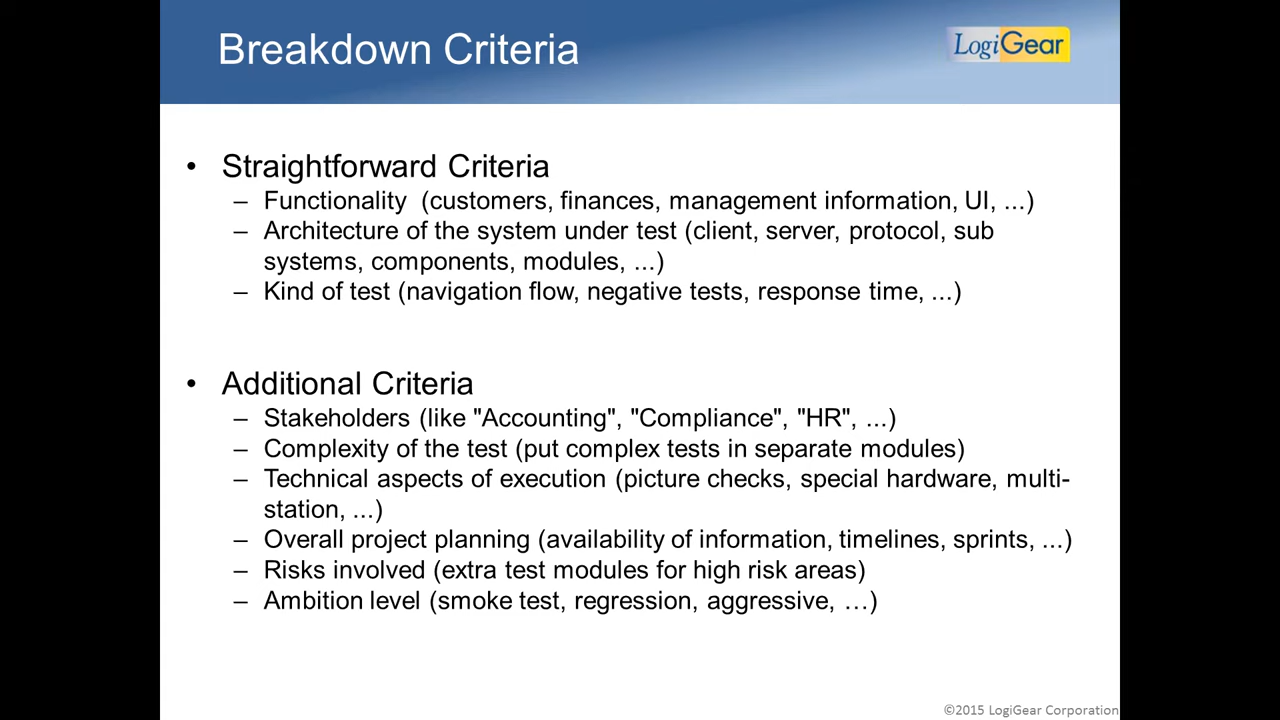 Breakdown Criteria
LogiGear
• Straightforward Criteria
– Functionality  (customers, finances, management information, UI, ...)
– Architecture of the system under test (client, server, protocol, sub
systems, components, modules, ...)
– Kind of test (navigation flow, negative tests, response time, ...)
• Additional Criteria
– Stakeholders (like "Accounting", "Compliance", "HR", ...)
– Complexity of the test (put complex tests in separate modules)
– Technical aspects of execution (picture checks, special hardware, multi-
station, ...)
– Overall project planning (availability of information, timelines, sprints, ...)
– Risks involved (extra test modules for high risk areas)
– Ambition level (smoke test, regression, aggressive, …)
©2015 LogiGear Corporation